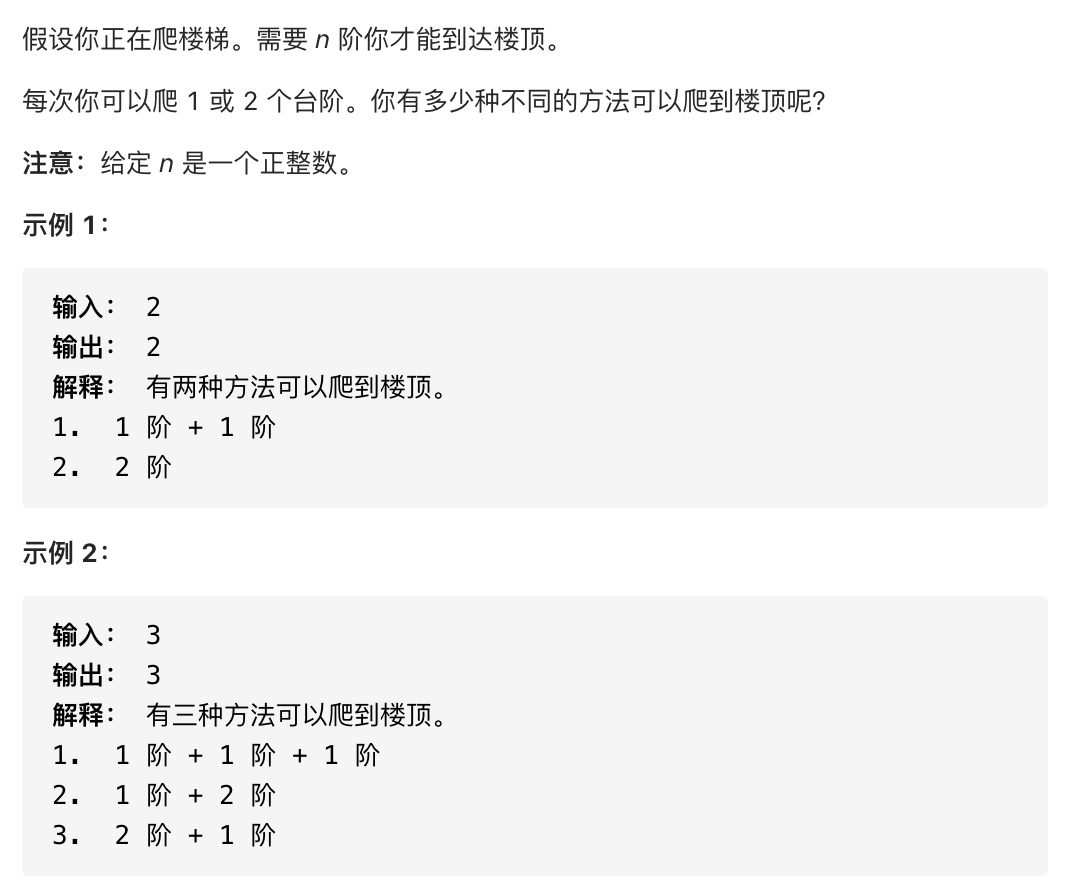 假设你正在爬楼梯。需要 n 阶你才能到达楼顶。
每次你可以爬 1 或 2 个台阶。你有多少种不同的方法可以爬到楼顶呢？
注意：给定 n 是一个正整数。
示例 1：
输入： 2
输出： 2
解释： 有两种方法可以爬到楼顶。
1. 1 阶 + 1 阶
2. 2 阶
示例 2：
输入： 3
输出： 3
解释： 有三种方法可以爬到楼顶。
1. 1 阶 + 1 阶 + 1 阶
2. 1 阶 + 2 阶
3. 2 阶 + 1 阶